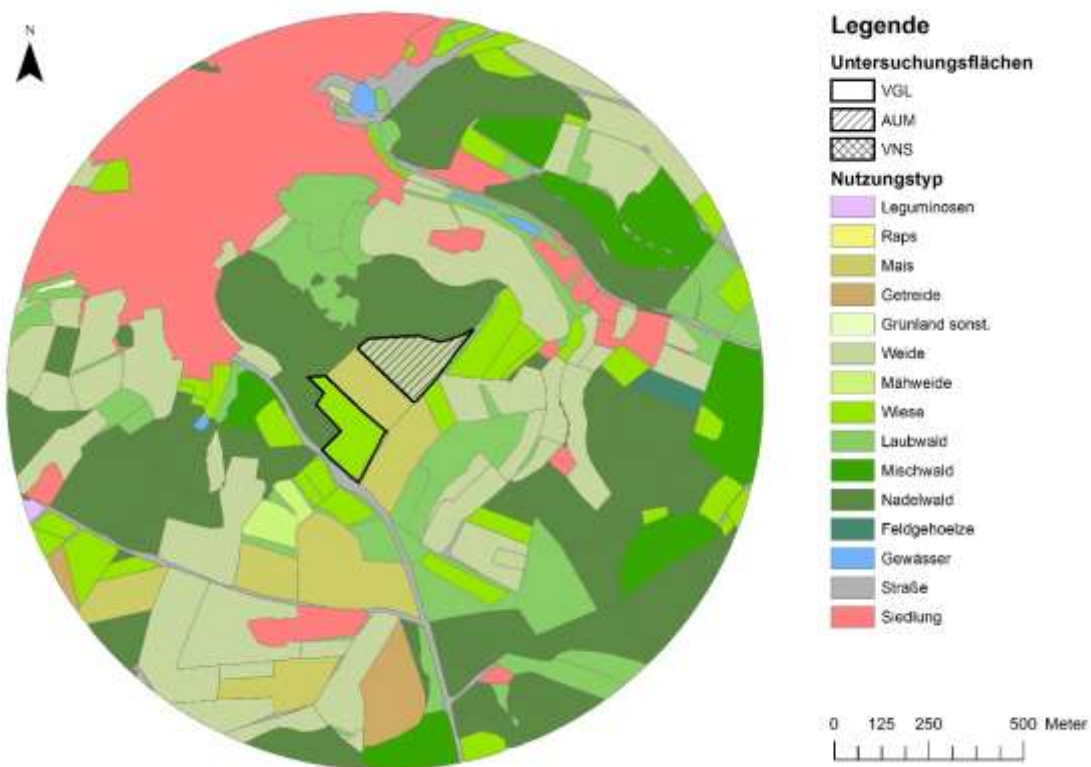 N
Legende
Untersuchungsflächen
VGL
AUM
VNS
Nutzungstyp
Leguminosen
Raps
Mais
Getreide
Grünland sonst.
Weide
Mähweide
Wiese
Laubwald
Mischwald
Nadelwald
Feldgehoelze
Gewässer
Straße
Siedlung
0 125 250 500 Meter